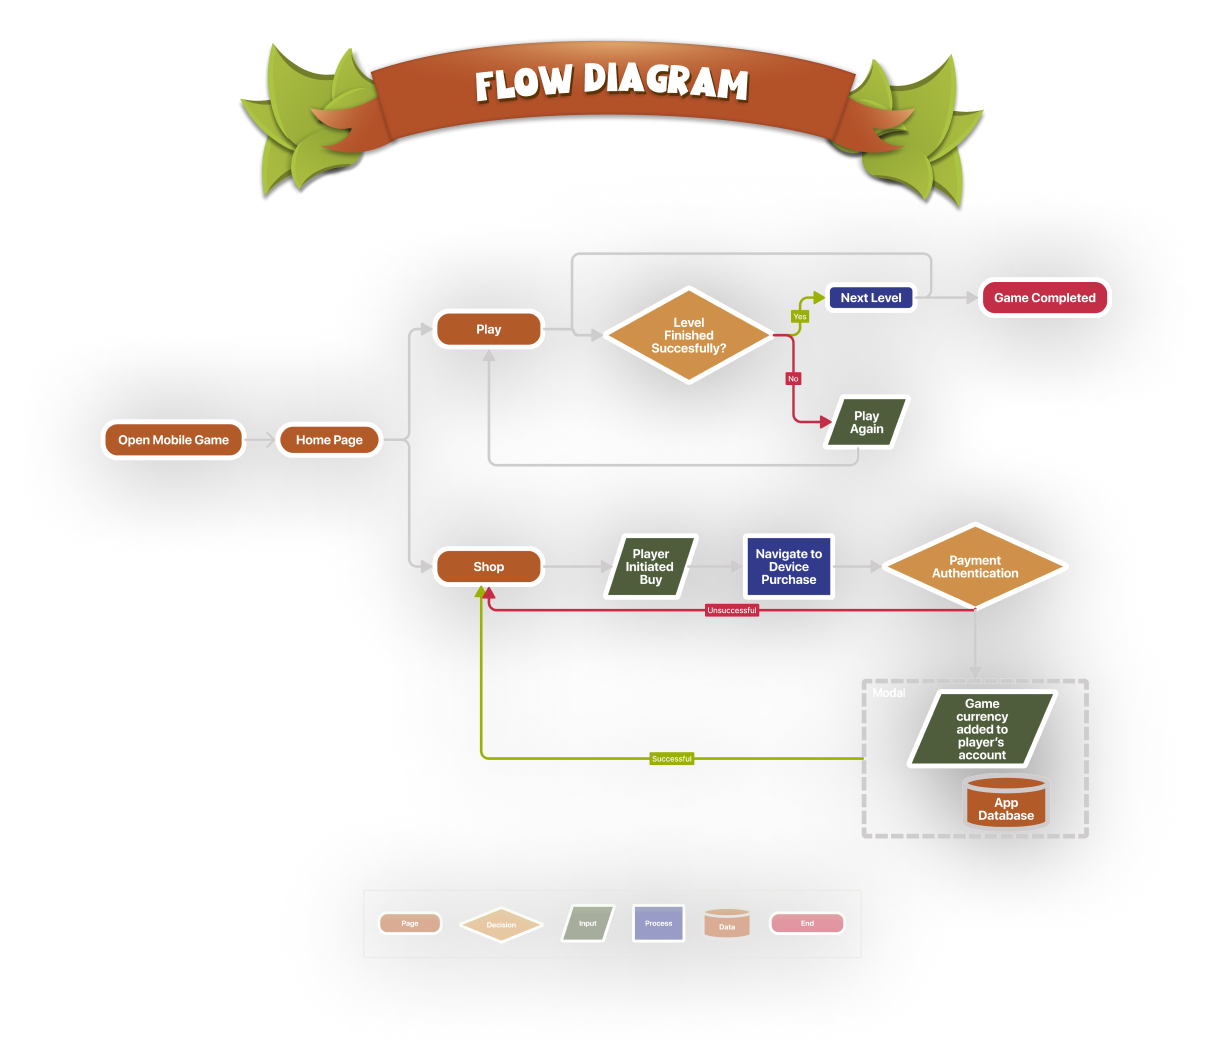 FLOW DIAGRAM
Next Level
Game Completed
Level
Finished
Succesfully?
Yes
Play
No
Play
Again
Open Mobile Game
Home Page
Shop
Player
Initiated
Buy
Navigate to
Device
Purchase
Payment
Authentication
Unsuccessful
Modal
Game
currency
added to
player's
account
Successful
App
Database
Page
Decision
Input
Process
Data
End